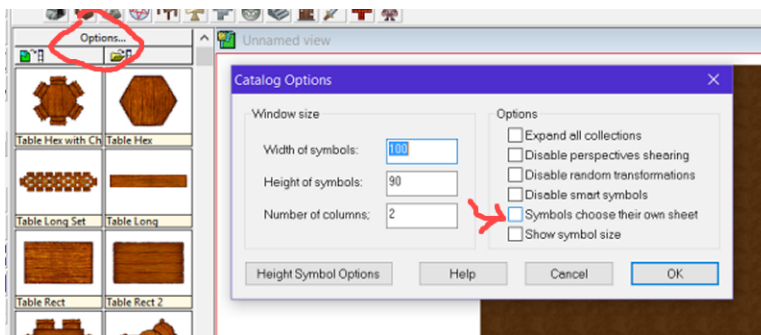 Options...
Unnamed view
Table Hex with Ch
Table Hex
Table Long Set
Table Long
Table Rect
Table Rect 2
Catalog Options
Window size
Width of symbols:
100
Height of symbols:
90
Number of columns:
2
Options
Expand all collections
Disable perspectives shearing
Disable random transformations
Disable smart symbols
Symbols choose their own sheet
Show symbol size
Height Symbol Options
Help
Cancel
OK